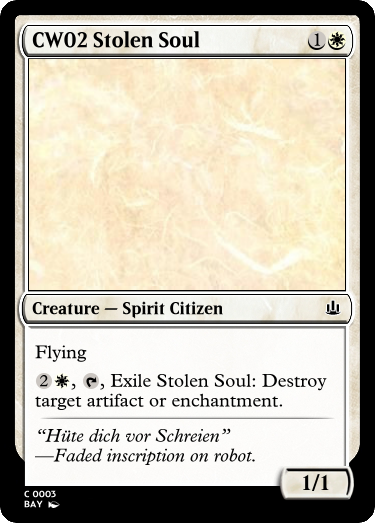 CW02 Stolen Soul 1
Creature — Spirit Citizen
Flying
2, , Exile Stolen Soul: Destroy
target artifact or enchantment.
“Hüte dich vor Schreien”
—Faded inscription on robot.
1/1
C 0003
BAY